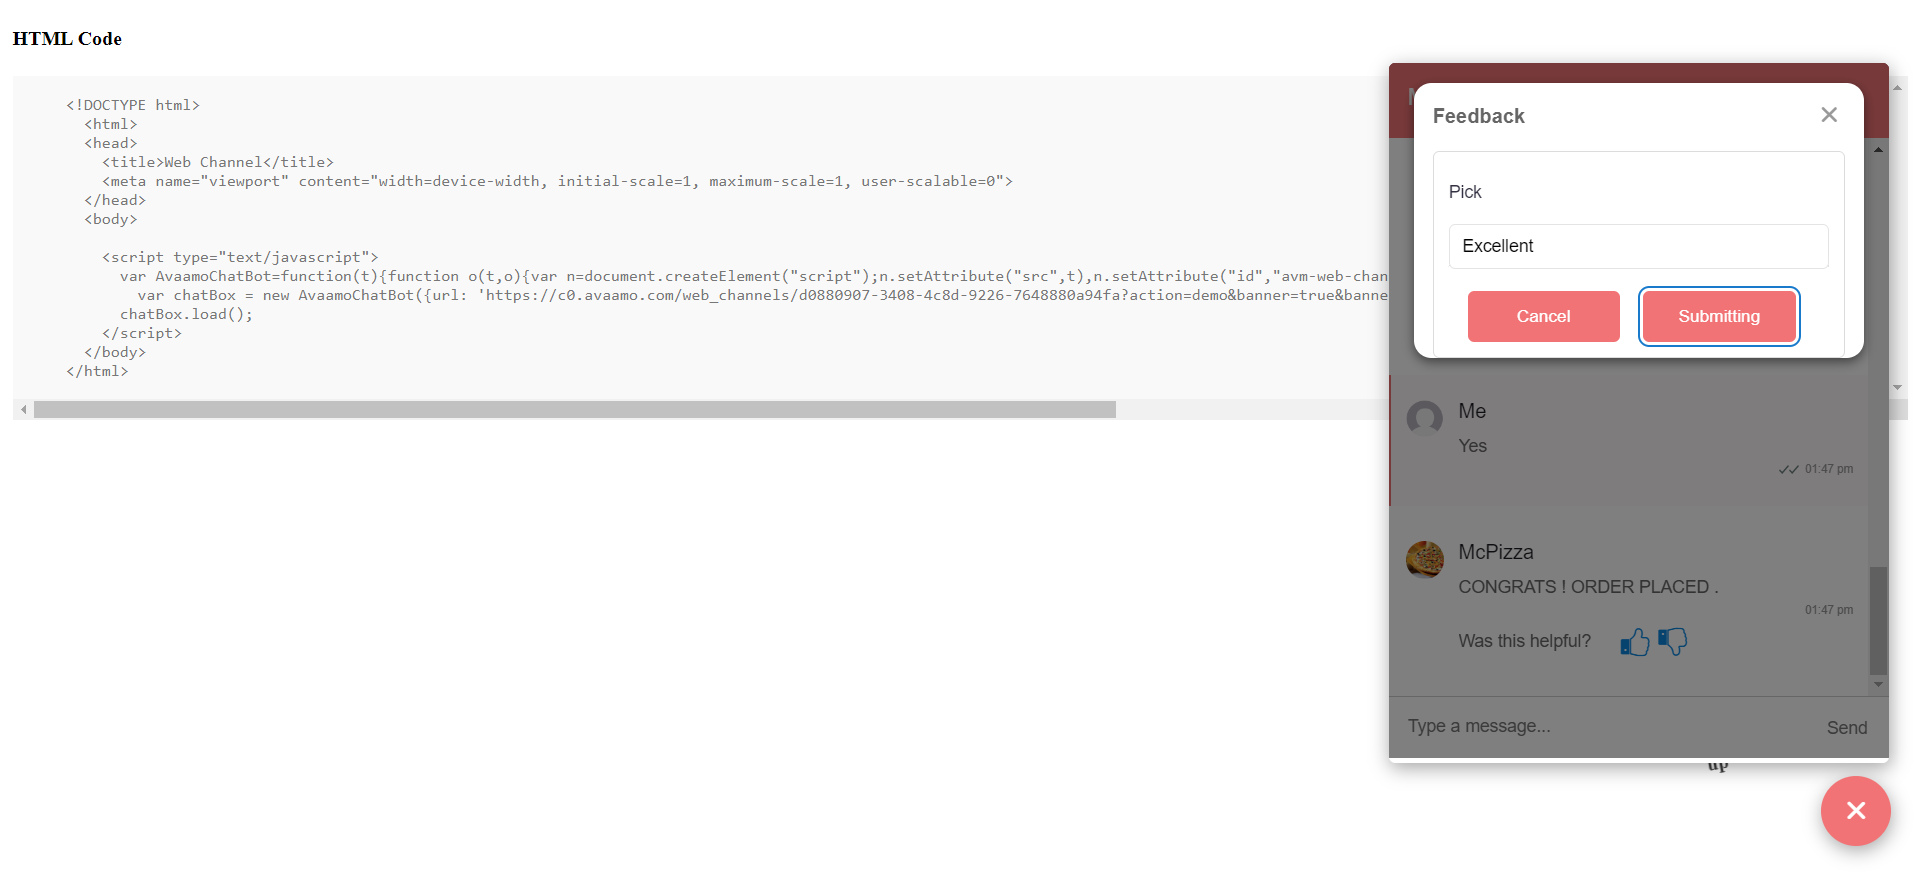 HTML Code
<!DOCTYPE html>
<html>
<head>
<title>Web Channel</title>
<meta name="viewport" content="width=device-width, initial-scale=1, maximum-scale=1, user-scalable=0">
</head>
<body>
<script type="text/javascript">
var AvaamoChatBot=function(t){function o(t,o){var n=document.createElement("script");n.setAttribute("src",t),n.setAttribute("id","avm-web-chan
var chatBox = new AvaamoChatBot({url: 'https://c0.avaamo.com/web_channels/d0880907-3408-4c8d-9226-7648880a94fa?action=demo&banner=true&banne
chatBox.load();
</script>
</body>
</html>
Feedback
Pick
Excellent
Cancel Submitting
Me
Yes
01:47 pm
McPizza
CONGRATS ! ORDER PLACED .
01:47 pm
Was this helpful?
Type a message... Send
up